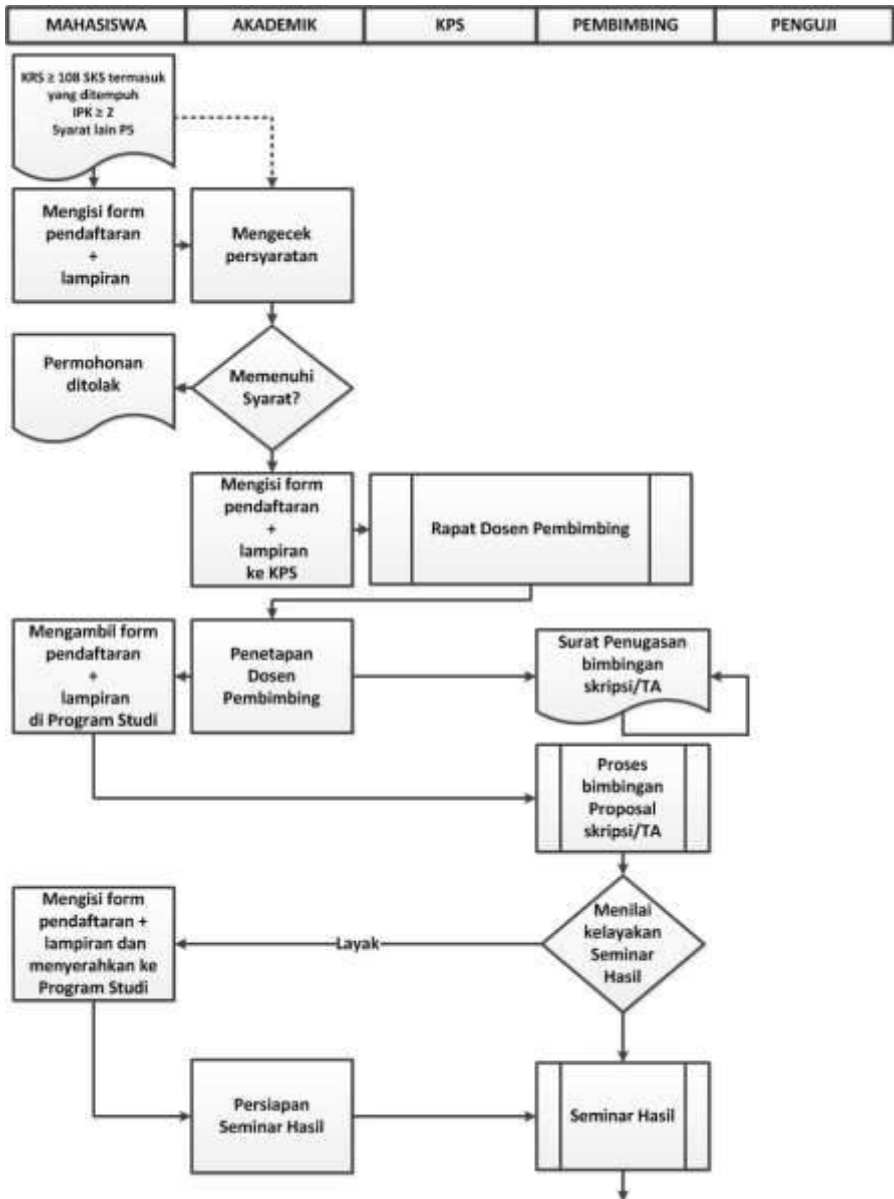 MAHASISWA
AKADEMIK
KPS
PEMBIMBING
PENGUJI
KRS ≥ 108 SKS termasuk
yang ditempuh
IPK ≥ 2
Syarat lain PS
Mengisi form
pendaftaran
+
lampiran
Mengecek
persyaratan
Permohonan
ditolak
Memenuhi
Syarat?
Mengisi form
pendaftaran
+
lampiran
ke KPS
Rapat Dosen Pembimbing
Mengambil form
pendaftaran
+
lampiran
di Program Studi
Penetapan
Dosen
Pembimbing
Surat Penugasan
bimbingan
skripsi/TA
Proses
bimbingan
Proposal
skripsi/TA
Mengisi form
pendaftaran +
lampiran dan
menyerahkan ke
Program Studi
Layak
Menilai
kelayakan
Seminar
Hasil
Persiapan
Seminar Hasil
Seminar Hasil